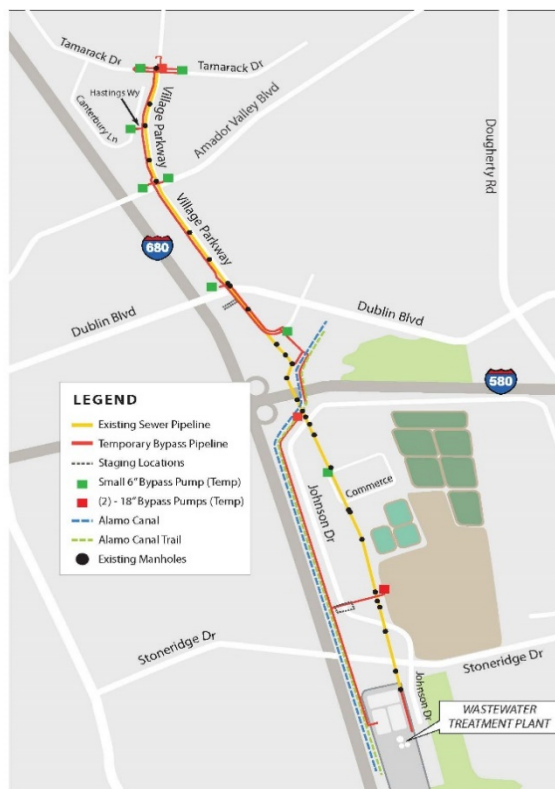 Tamarack Dr
Tamarack Dr
Hastings Wy
Canterbury Ln
Village Parkway
Amador Valley Blvd
Dougherty Rd
Village Parkway
680
Dublin Blvd
Dublin Blvd
580
LEGEND
Existing Sewer Pipeline
Temporary Bypass Pipeline
Staging Locations
Small 6" Bypass Pump (Temp)
(2) - 18" Bypass Pumps (Temp)
Alamo Canal
Alamo Canal Trail
Existing Manholes
Johnson Dr
Commerce
Stoneridge Dr
Stoneridge Dr
Johnson Dr
WASTEWATER
TREATMENT PLANT